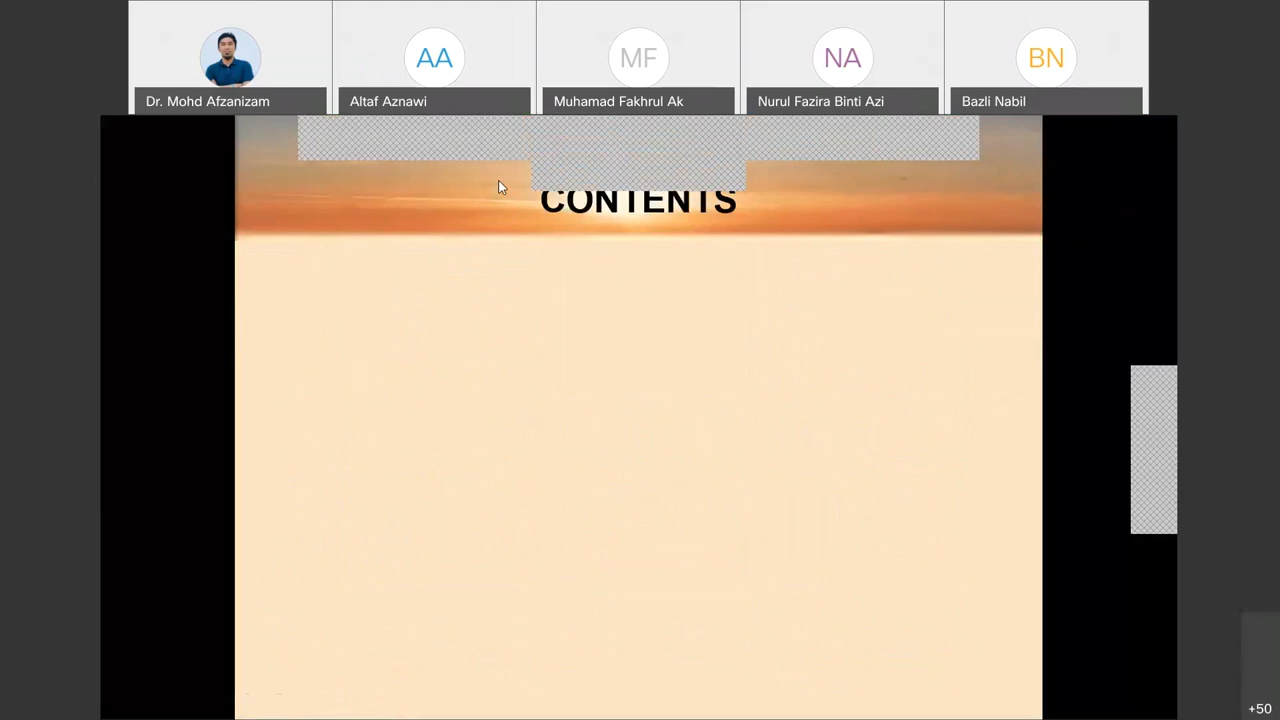 AA
MF
NA
BN
Dr. Mohd Afzanizam
Altaf Aznawi
Muhamad Fakhrul Ak
Nurul Fazira Binti Azi
Bazli Nabil
CONTENTS
+50